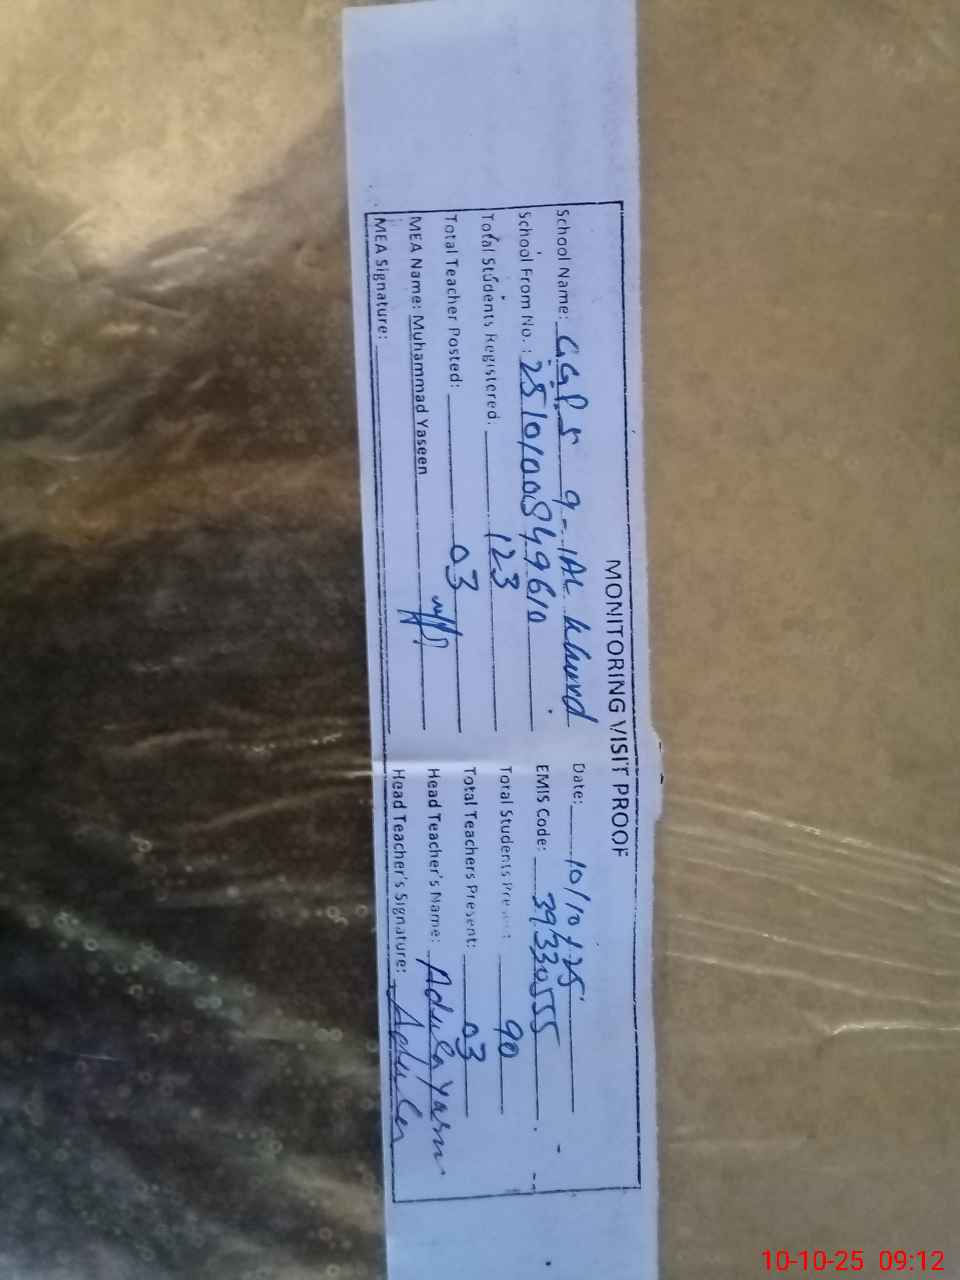 MONITORING VISIT PROOF
School Name: GGPS 9-1AL Khurd Date: 10/10/25
School From No.: 2510100849610 EMIS Code: 39330555
Total Students Registered: 123 Total Students Present: 90
Total Teacher Posted: 03 Total Teachers Present: 03
MEA Name: Muhammad Yaseen Head Teacher's Name:
MEA Signature: Head Teacher's Signature:
10-10-25 09:12